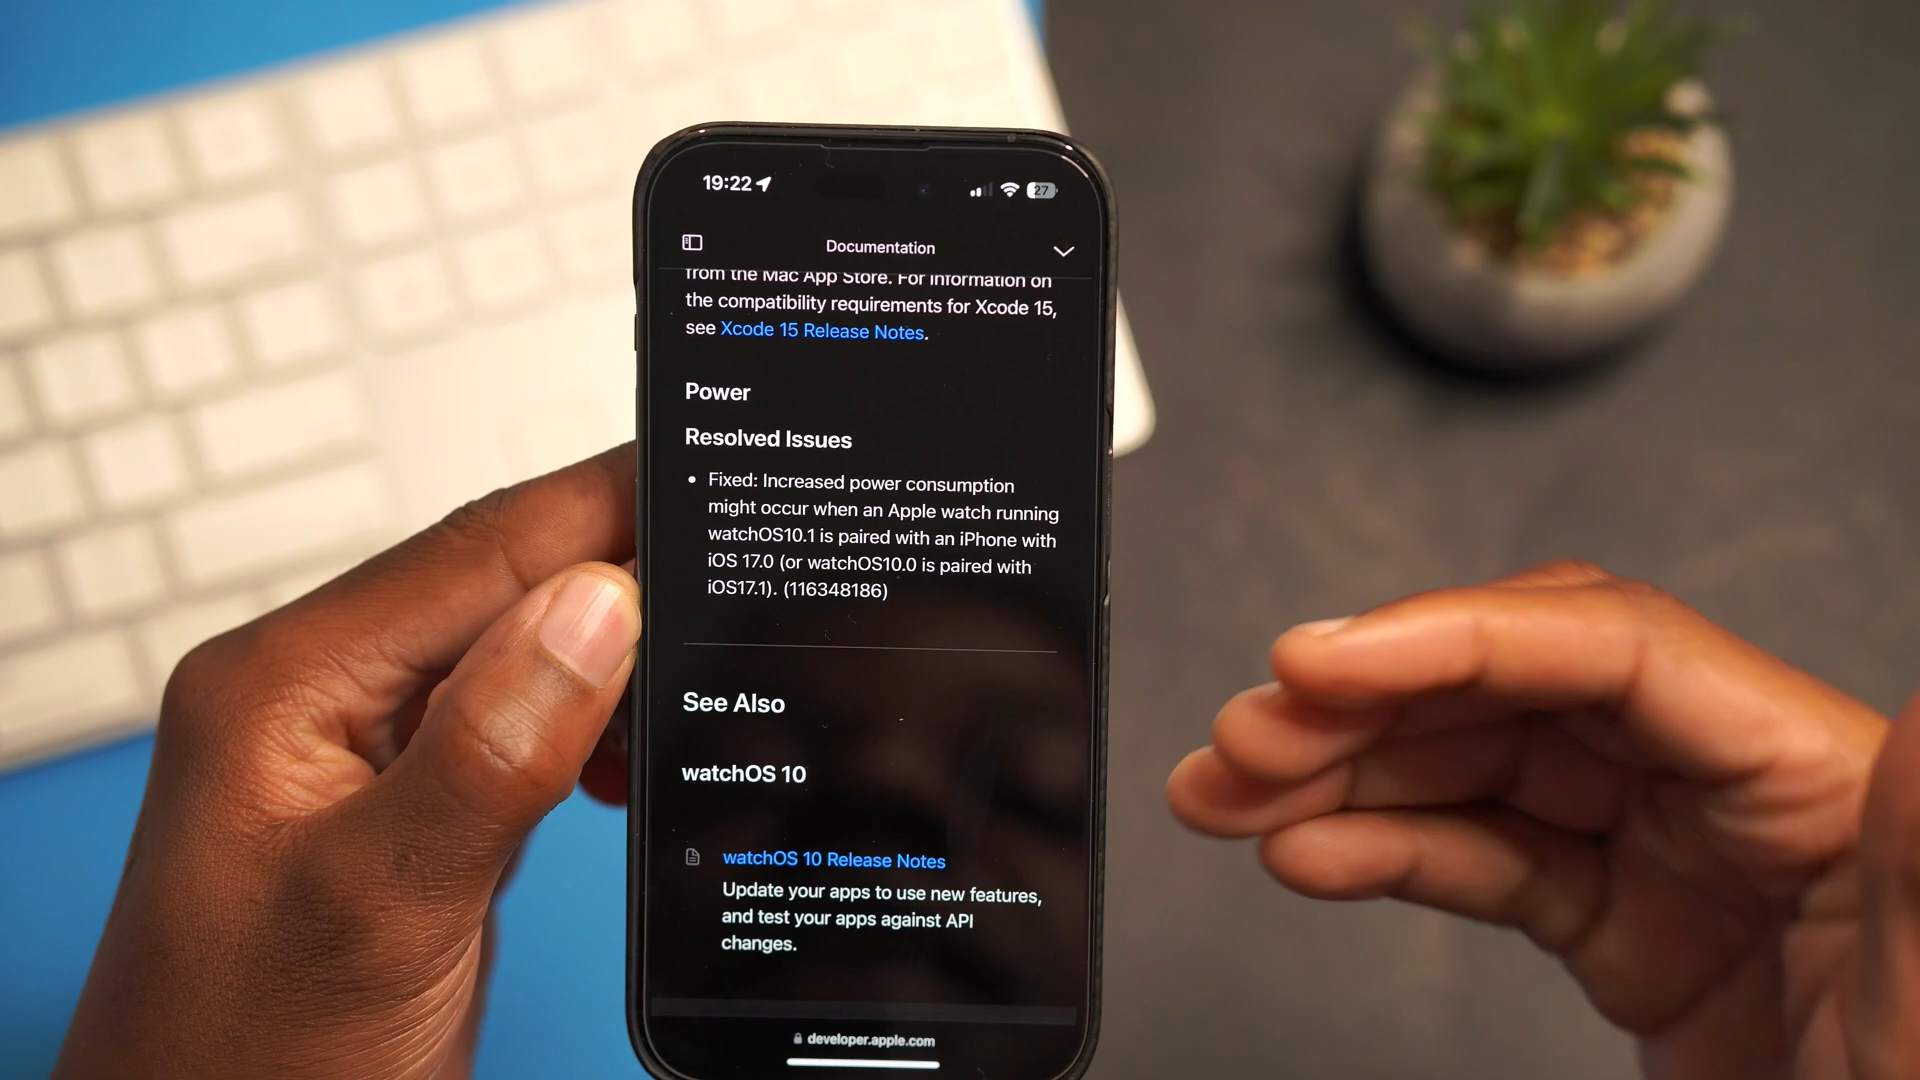 19:22
27
Documentation
from the Mac App Store. For information on
the compatibility requirements for Xcode 15,
see Xcode 15 Release Notes.
Power
Resolved Issues
• Fixed: Increased power consumption
might occur when an Apple watch running
watchOS10.1 is paired with an iPhone with
iOS 17.0 (or watchOS10.0 is paired with
iOS17.1). (116348186)
See Also
watchOS 10
watchOS 10 Release Notes
Update your apps to use new features,
and test your apps against API
changes.
developer.apple.com